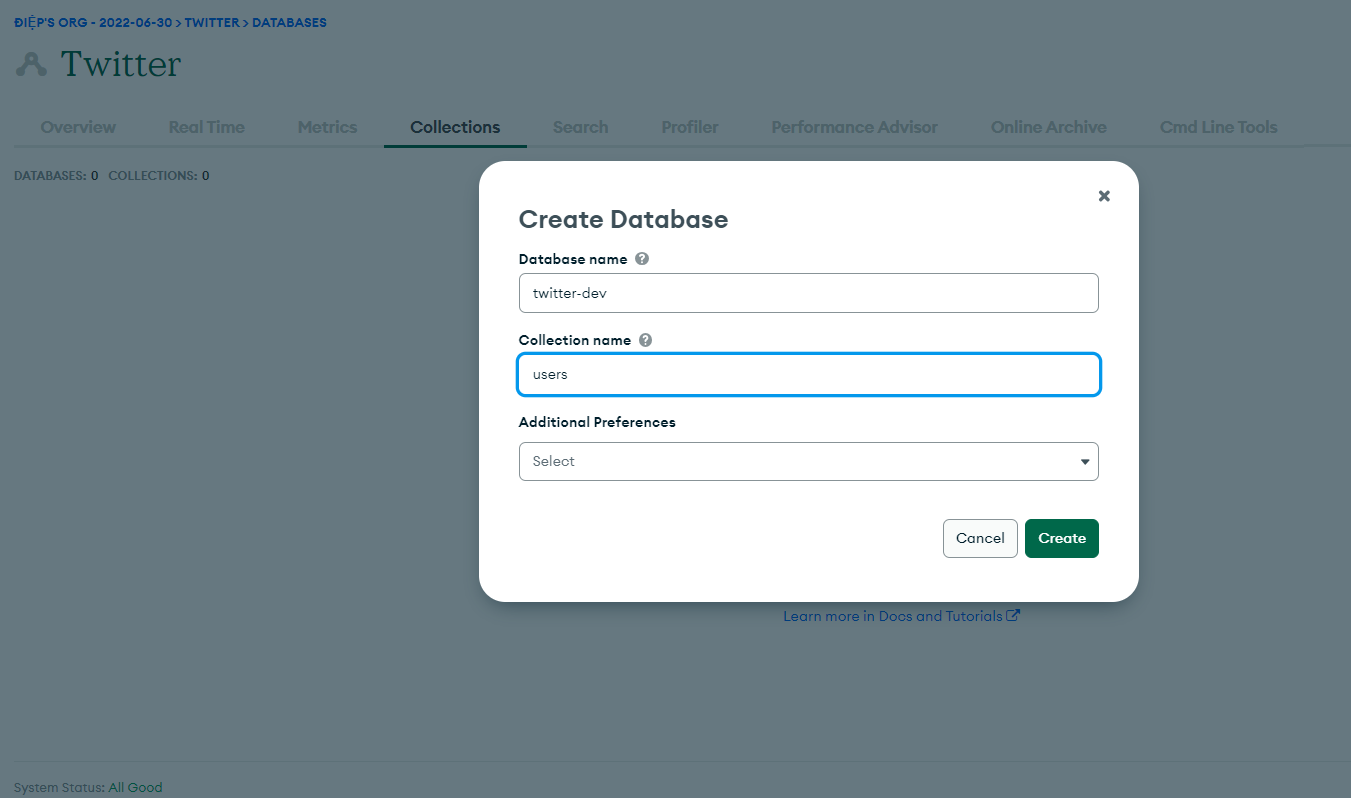 ĐIỆP'S ORG - 2022-06-30 > TWITTER > DATABASES
Twitter
Overview Real Time Metrics Collections Search Profiler Performance Advisor Online Archive Cmd Line Tools
DATABASES: 0 COLLECTIONS: 0
Create Database
Database name
twitter-dev
Collection name
users
Additional Preferences
Select
Cancel Create
Learn more in Docs and Tutorials
System Status: All Good